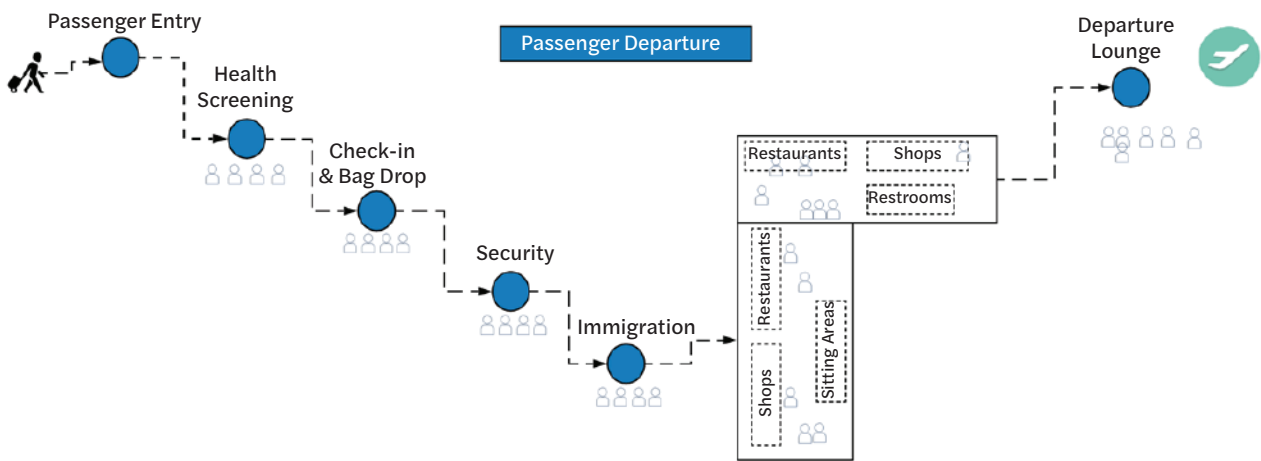 Passenger Entry
Passenger Departure
Departure
Lounge
Health
Screening
Check-in
& Bag Drop
Security
Immigration
Restaurants
Shops
Restrooms
Restaurants
Sitting Areas
Shops